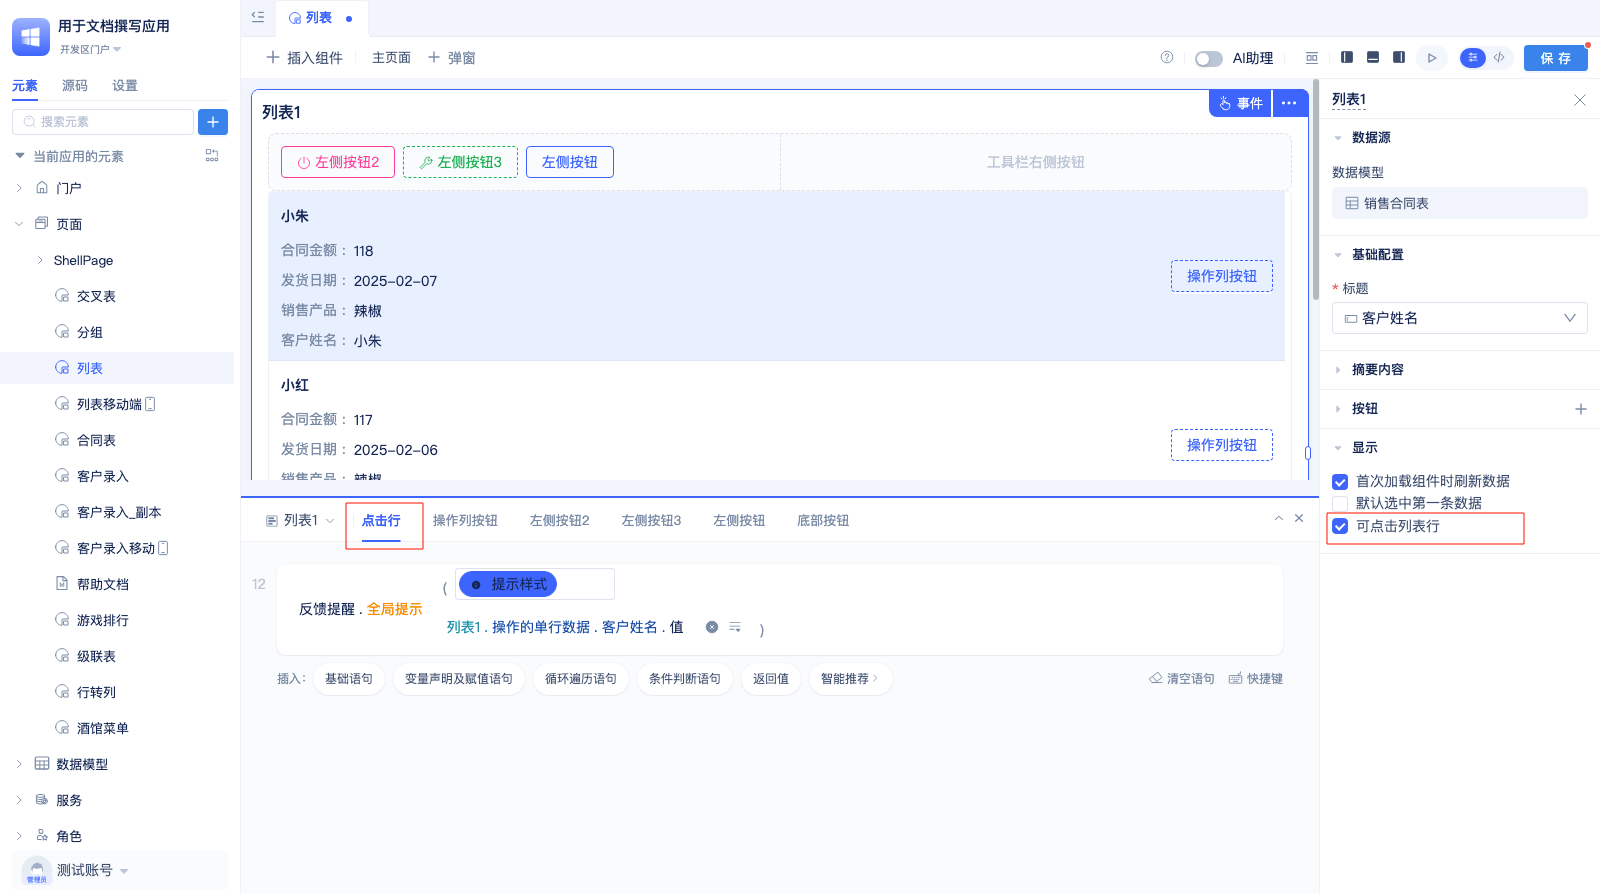 用于文档撰写应用
开发区门户
元素 源码 设置
搜索元素
当前应用的元素
门户
页面
ShellPage
交叉表
分组
列表
列表移动端
合同表
客户录入
客户录入_副本
客户录入移动
帮助文档
游戏排行
级联表
行转列
酒馆菜单
数据模型
服务
角色
管理员
测试账号
列表
插入组件 主页面 弹窗
AI助理
保 存
列表1
事件
左侧按钮2 左侧按钮3 左侧按钮
工具栏右侧按钮
小朱
合同金额： 118
发货日期： 2025-02-07
销售产品： 辣椒
客户姓名： 小朱
操作列按钮
小红
合同金额： 117
发货日期： 2025-02-06
销售产品： 辣椒
操作列按钮
列表1 点击行 操作列按钮 左侧按钮2 左侧按钮3 左侧按钮 底部按钮
12
反馈提醒 . 全局提示
( 提示样式
列表1 . 操作的单行数据 . 客户姓名 . 值 )
插入： 基础语句 变量声明及赋值语句 循环遍历语句 条件判断语句 返回值 智能推荐
清空语句 快捷键
列表1
数据源
数据模型
销售合同表
基础配置
* 标题
客户姓名
摘要内容
按钮
显示
首次加载组件时刷新数据
默认选中第一条数据
可点击列表行